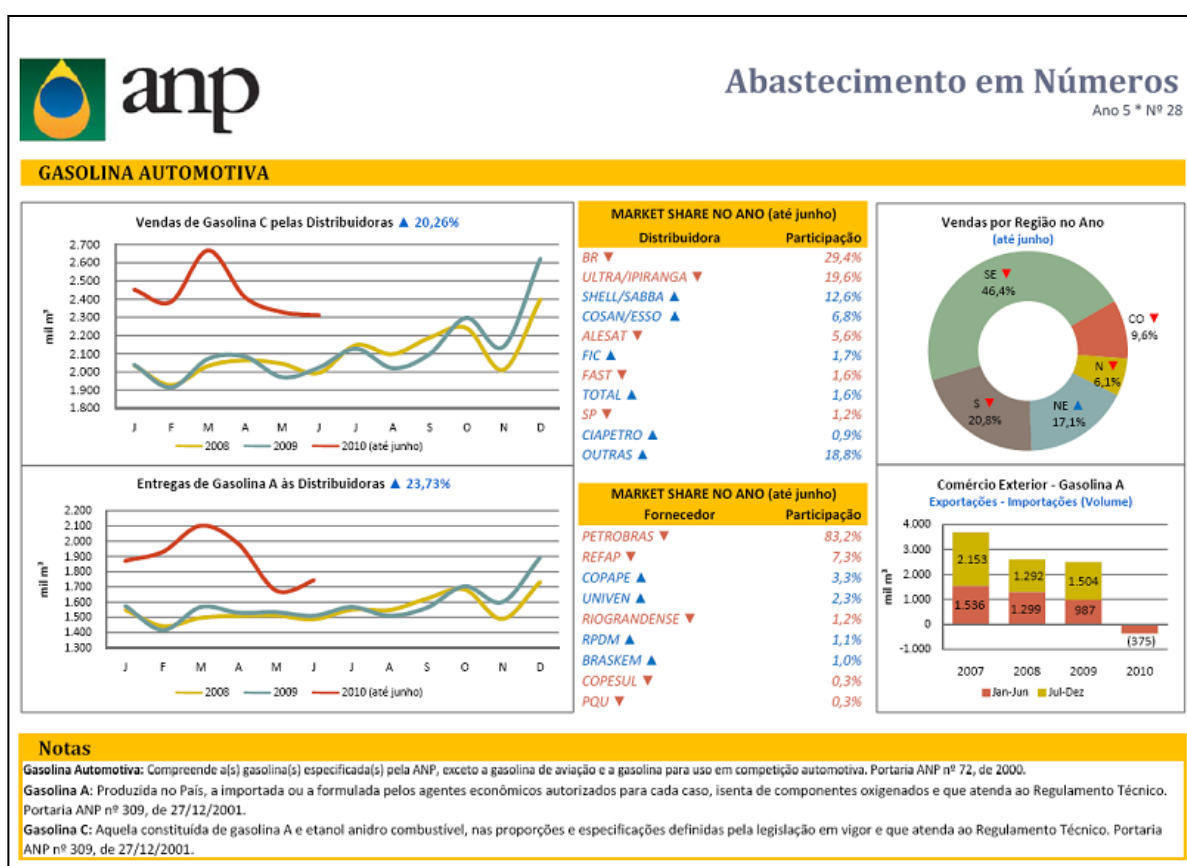 anp
Abastecimento em Números
Ano 5 * Nº 28
GASOLINA AUTOMOTIVA
Vendas de Gasolina C pelas Distribuidoras ▲ 20,26%
mil m³
2.700
2.600
2.500
2.400
2.300
2.200
2.100
2.000
1.900
1.800
J F M A M J J A S O N D
2008 2009 2010 (até junho)
Entregas de Gasolina A às Distribuidoras ▲ 23,73%
mil m³
2.200
2.100
2.000
1.900
1.800
1.700
1.600
1.500
1.400
1.300
J F M A M J J A S O N D
2008 2009 2010 (até junho)
MARKET SHARE NO ANO (até junho)
Distribuidora Participação
BR ▼ 29,4%
ULTRA/IPIRANGA ▼ 19,6%
SHELL/SABBA ▲ 12,6%
COSAN/ESSO ▲ 6,8%
ALESAT ▼ 5,6%
FIC ▲ 1,7%
FAST ▼ 1,6%
TOTAL ▲ 1,6%
SP ▼ 1,2%
CIAPETRO ▲ 0,9%
OUTRAS ▲ 18,8%
MARKET SHARE NO ANO (até junho)
Fornecedor Participação
PETROBRAS ▼ 83,2%
REFAP ▼ 7,3%
COPAPE ▲ 3,3%
UNIVEN ▲ 2,3%
RIOGRANDENSE ▼ 1,2%
RPDM ▲ 1,1%
BRASKEM ▲ 1,0%
COPESUL ▼ 0,3%
PQU ▼ 0,3%
Vendas por Região no Ano
(até junho)
SE ▼
46,4%
CO ▼
9,6%
N ▼
6,1%
NE ▲
17,1%
S ▼
20,8%
Comércio Exterior - Gasolina A
Exportações - Importações (Volume)
mil m³
4.000
3.000
2.000
1.000
0
-1.000
2.153
1.292
1.504
1.536
1.299
987
(375)
2007 2008 2009 2010
Jan-Jun Jul-Dez
Notas
Gasolina Automotiva: Compreende a(s) gasolina(s) especificada(s) pela ANP, exceto a gasolina de aviação e a gasolina para uso em competição automotiva. Portaria ANP nº 72, de 2000.
Gasolina A: Produzida no País, a importada ou a formulada pelos agentes econômicos autorizados para cada caso, isenta de componentes oxigenados e que atenda ao Regulamento Técnico.
Portaria ANP nº 309, de 27/12/2001.
Gasolina C: Aquela constituída de gasolina A e etanol anidro combustível, nas proporções e especificações definidas pela legislação em vigor e que atenda ao Regulamento Técnico. Portaria
ANP nº 309, de 27/12/2001.